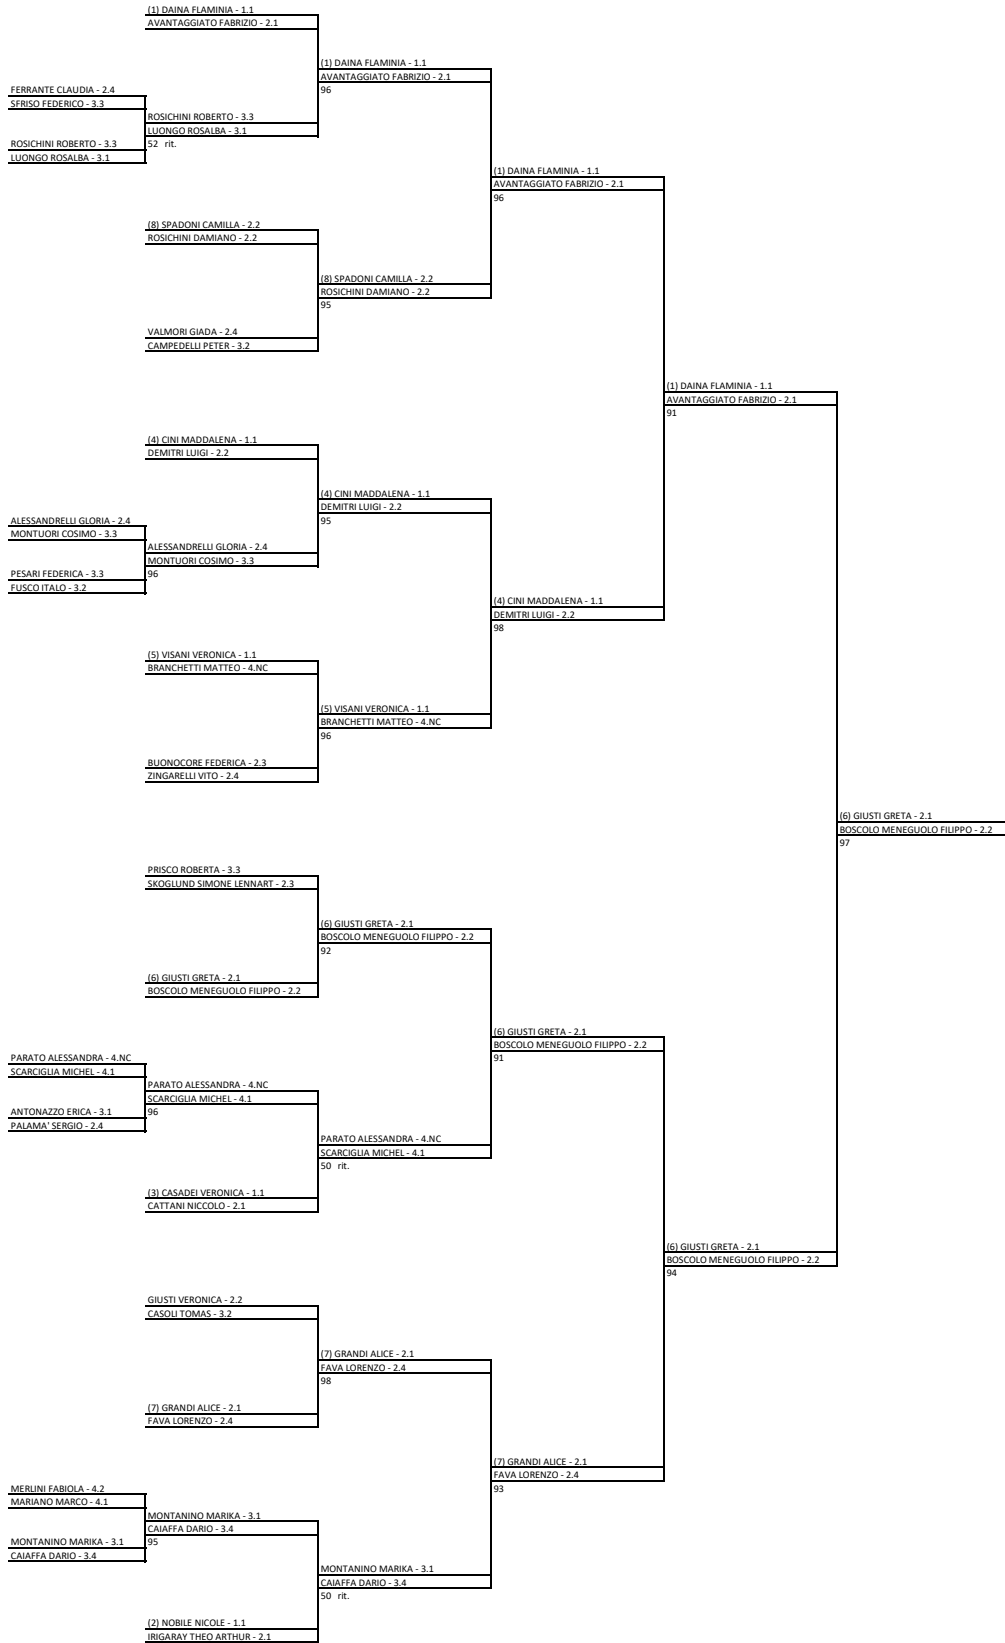 (1) DAINA FLAMINIA - 1.1
AVANTAGGIATO FABRIZIO - 2.1
(1) DAINA FLAMINIA - 1.1
AVANTAGGIATO FABRIZIO - 2.1
96
FERRANTE CLAUDIA - 2.4
SFRISO FEDERICO - 3.3
ROSICHINI ROBERTO - 3.3
LUONGO ROSALBA - 3.1
52 rit.
ROSICHINI ROBERTO - 3.3
LUONGO ROSALBA - 3.1
(1) DAINA FLAMINIA - 1.1
AVANTAGGIATO FABRIZIO - 2.1
96
(8) SPADONI CAMILLA - 2.2
ROSICHINI DAMIANO - 2.2
(8) SPADONI CAMILLA - 2.2
ROSICHINI DAMIANO - 2.2
95
VALMORI GIADA - 2.4
CAMPEDELLI PETER - 3.2
(1) DAINA FLAMINIA - 1.1
AVANTAGGIATO FABRIZIO - 2.1
91
(4) CINI MADDALENA - 1.1
DEMITRI LUIGI - 2.2
(4) CINI MADDALENA - 1.1
DEMITRI LUIGI - 2.2
95
ALESSANDRELLI GLORIA - 2.4
MONTUORI COSIMO - 3.3
ALESSANDRELLI GLORIA - 2.4
MONTUORI COSIMO - 3.3
96
PESARI FEDERICA - 3.3
FUSCO ITALO - 3.2
(4) CINI MADDALENA - 1.1
DEMITRI LUIGI - 2.2
98
(5) VISANI VERONICA - 1.1
BRANCHETTI MATTEO - 4.NC
(5) VISANI VERONICA - 1.1
BRANCHETTI MATTEO - 4.NC
96
BUONOCORE FEDERICA - 2.3
ZINGARELLI VITO - 2.4
(6) GIUSTI GRETA - 2.1
BOSCOLO MENEGUOLO FILIPPO - 2.2
97
PRISCO ROBERTA - 3.3
SKOGLUND SIMONE LENNART - 2.3
(6) GIUSTI GRETA - 2.1
BOSCOLO MENEGUOLO FILIPPO - 2.2
92
(6) GIUSTI GRETA - 2.1
BOSCOLO MENEGUOLO FILIPPO - 2.2
(6) GIUSTI GRETA - 2.1
BOSCOLO MENEGUOLO FILIPPO - 2.2
91
PARATO ALESSANDRA - 4.NC
SCARCIGLIA MICHEL - 4.1
PARATO ALESSANDRA - 4.NC
SCARCIGLIA MICHEL - 4.1
96
ANTONAZZO ERICA - 3.1
PALAMA' SERGIO - 2.4
PARATO ALESSANDRA - 4.NC
SCARCIGLIA MICHEL - 4.1
50 rit.
(3) CASADEI VERONICA - 1.1
CATTANI NICCOLO - 2.1
(6) GIUSTI GRETA - 2.1
BOSCOLO MENEGUOLO FILIPPO - 2.2
94
GIUSTI VERONICA - 2.2
CASOLI TOMAS - 3.2
(7) GRANDI ALICE - 2.1
FAVA LORENZO - 2.4
98
(7) GRANDI ALICE - 2.1
FAVA LORENZO - 2.4
(7) GRANDI ALICE - 2.1
FAVA LORENZO - 2.4
93
MERLINI FABIOLA - 4.2
MARIANO MARCO - 4.1
MONTANINO MARIKA - 3.1
CAIAFFA DARIO - 3.4
95
MONTANINO MARIKA - 3.1
CAIAFFA DARIO - 3.4
MONTANINO MARIKA - 3.1
CAIAFFA DARIO - 3.4
50 rit.
(2) NOBILE NICOLE - 1.1
IRIGARAY THEO ARTHUR - 2.1